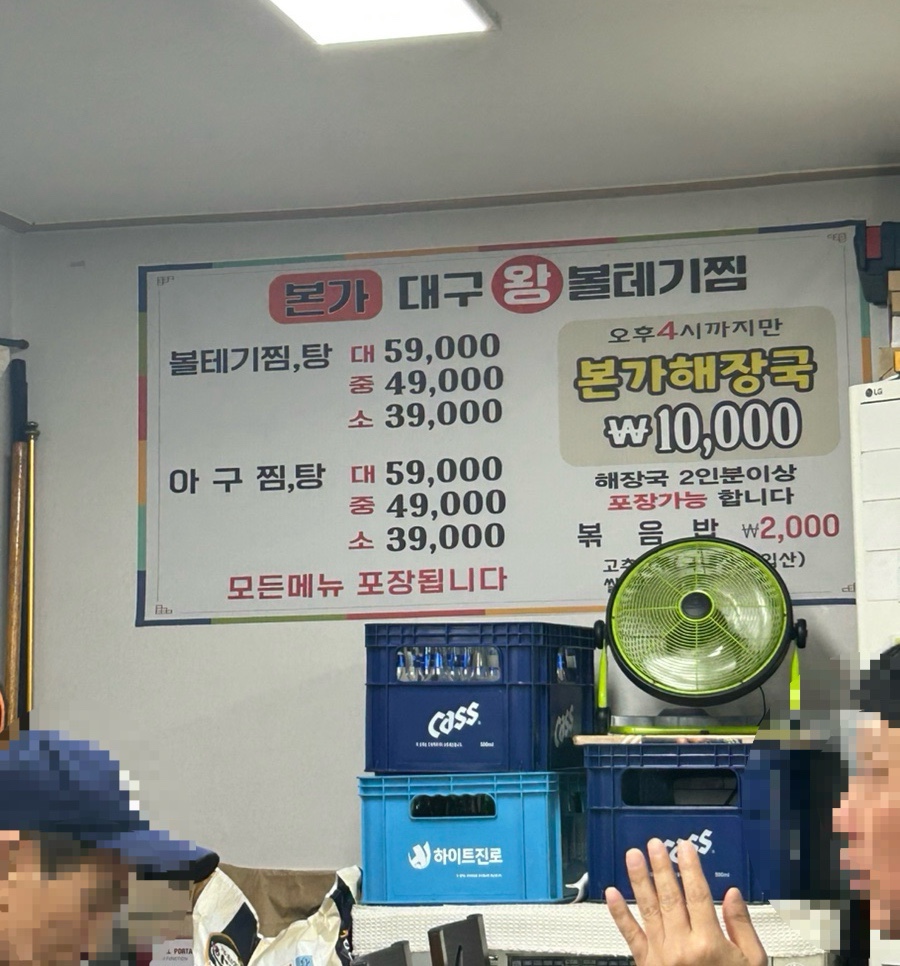 본가 대구 왕 볼테기찜
볼테기찜,탕 대 59,000
중 49,000
소 39,000
아 구 찜,탕 대 59,000
중 49,000
소 39,000
모든메뉴 포장됩니다
오후4시까지만
본가해장국
₩10,000
해장국 2인분이상
포장가능 합니다
볶 음 밥 ₩2,000
LG
cass
cass
하이트진로
cass